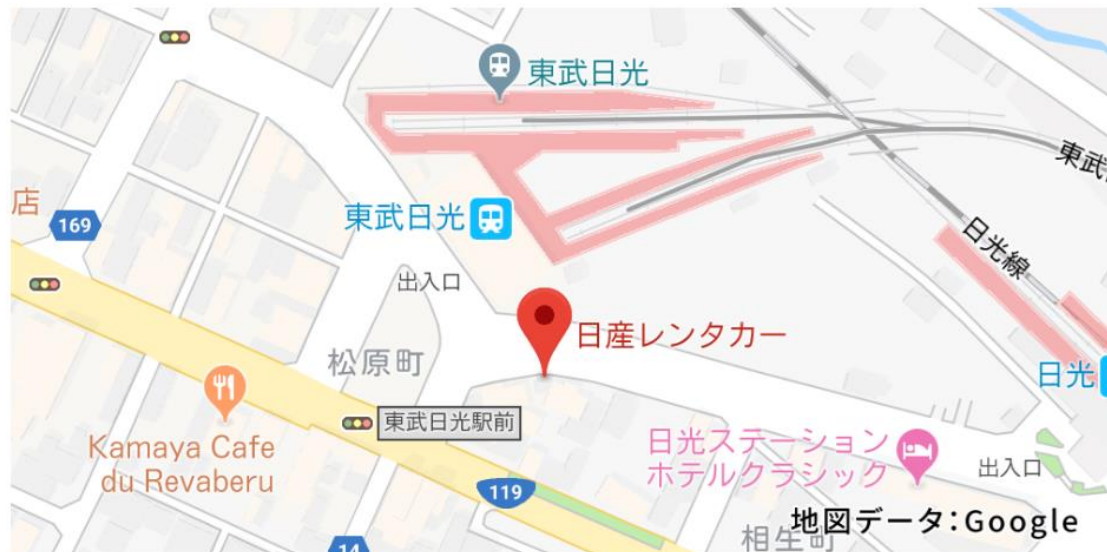 東武日光
東武
店
169
東武日光
日光線
出入口
日産レンタカー
松原町
日光
東武日光駅前
Kamaya Cafe
du Revaberu
日光ステーション
ホテルクラシック
出入口
119
地図データ：Google
相生町
14